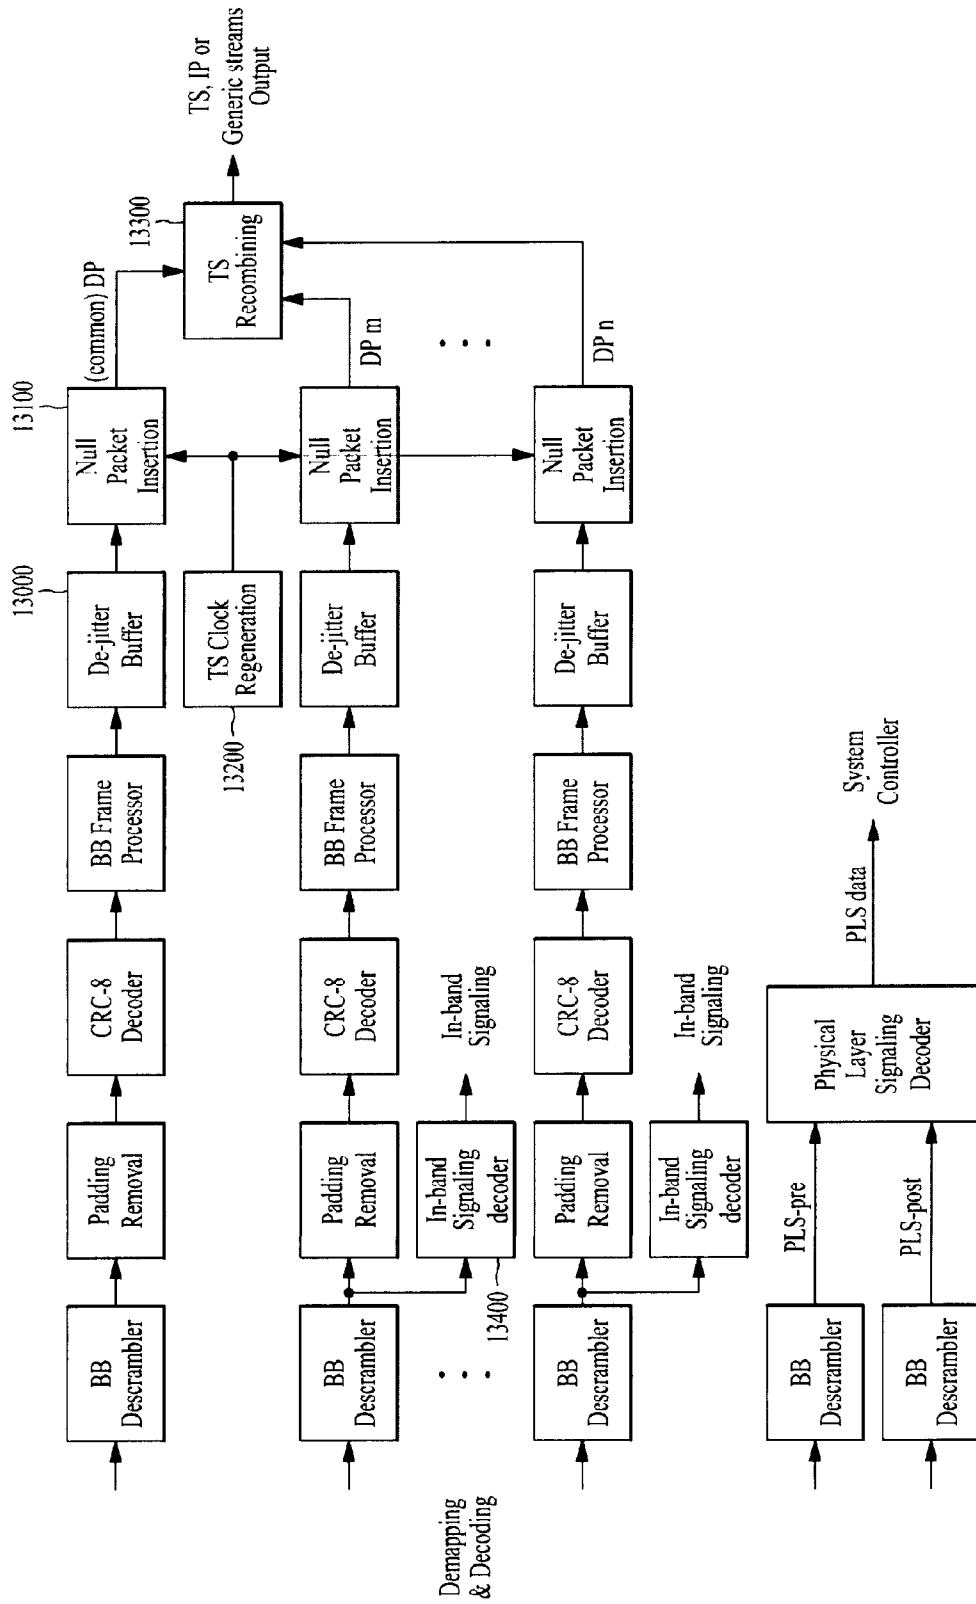 BB
Descrambler
Padding
Removal
CRC-8
Decoder
BB Frame
Processor
De-jitter
Buffer
13000
Null
Packet
Insertion
13100
(common) DP
TS Clock
Regeneration
13200
TS
Recombining
13300
TS, IP or
Generic streams
Output
BB
Descrambler
Padding
Removal
CRC-8
Decoder
BB Frame
Processor
De-jitter
Buffer
Null
Packet
Insertion
DP m
In-band
Signaling
decoder
13400
In-band
Signaling
Demapping
& Decoding
BB
Descrambler
Padding
Removal
CRC-8
Decoder
BB Frame
Processor
De-jitter
Buffer
Null
Packet
Insertion
DP n
In-band
Signaling
decoder
In-band
Signaling
BB
Descrambler
PLS-pre
BB
Descrambler
PLS-post
Physical
Layer
Signaling
Decoder
PLS data
System
Controller